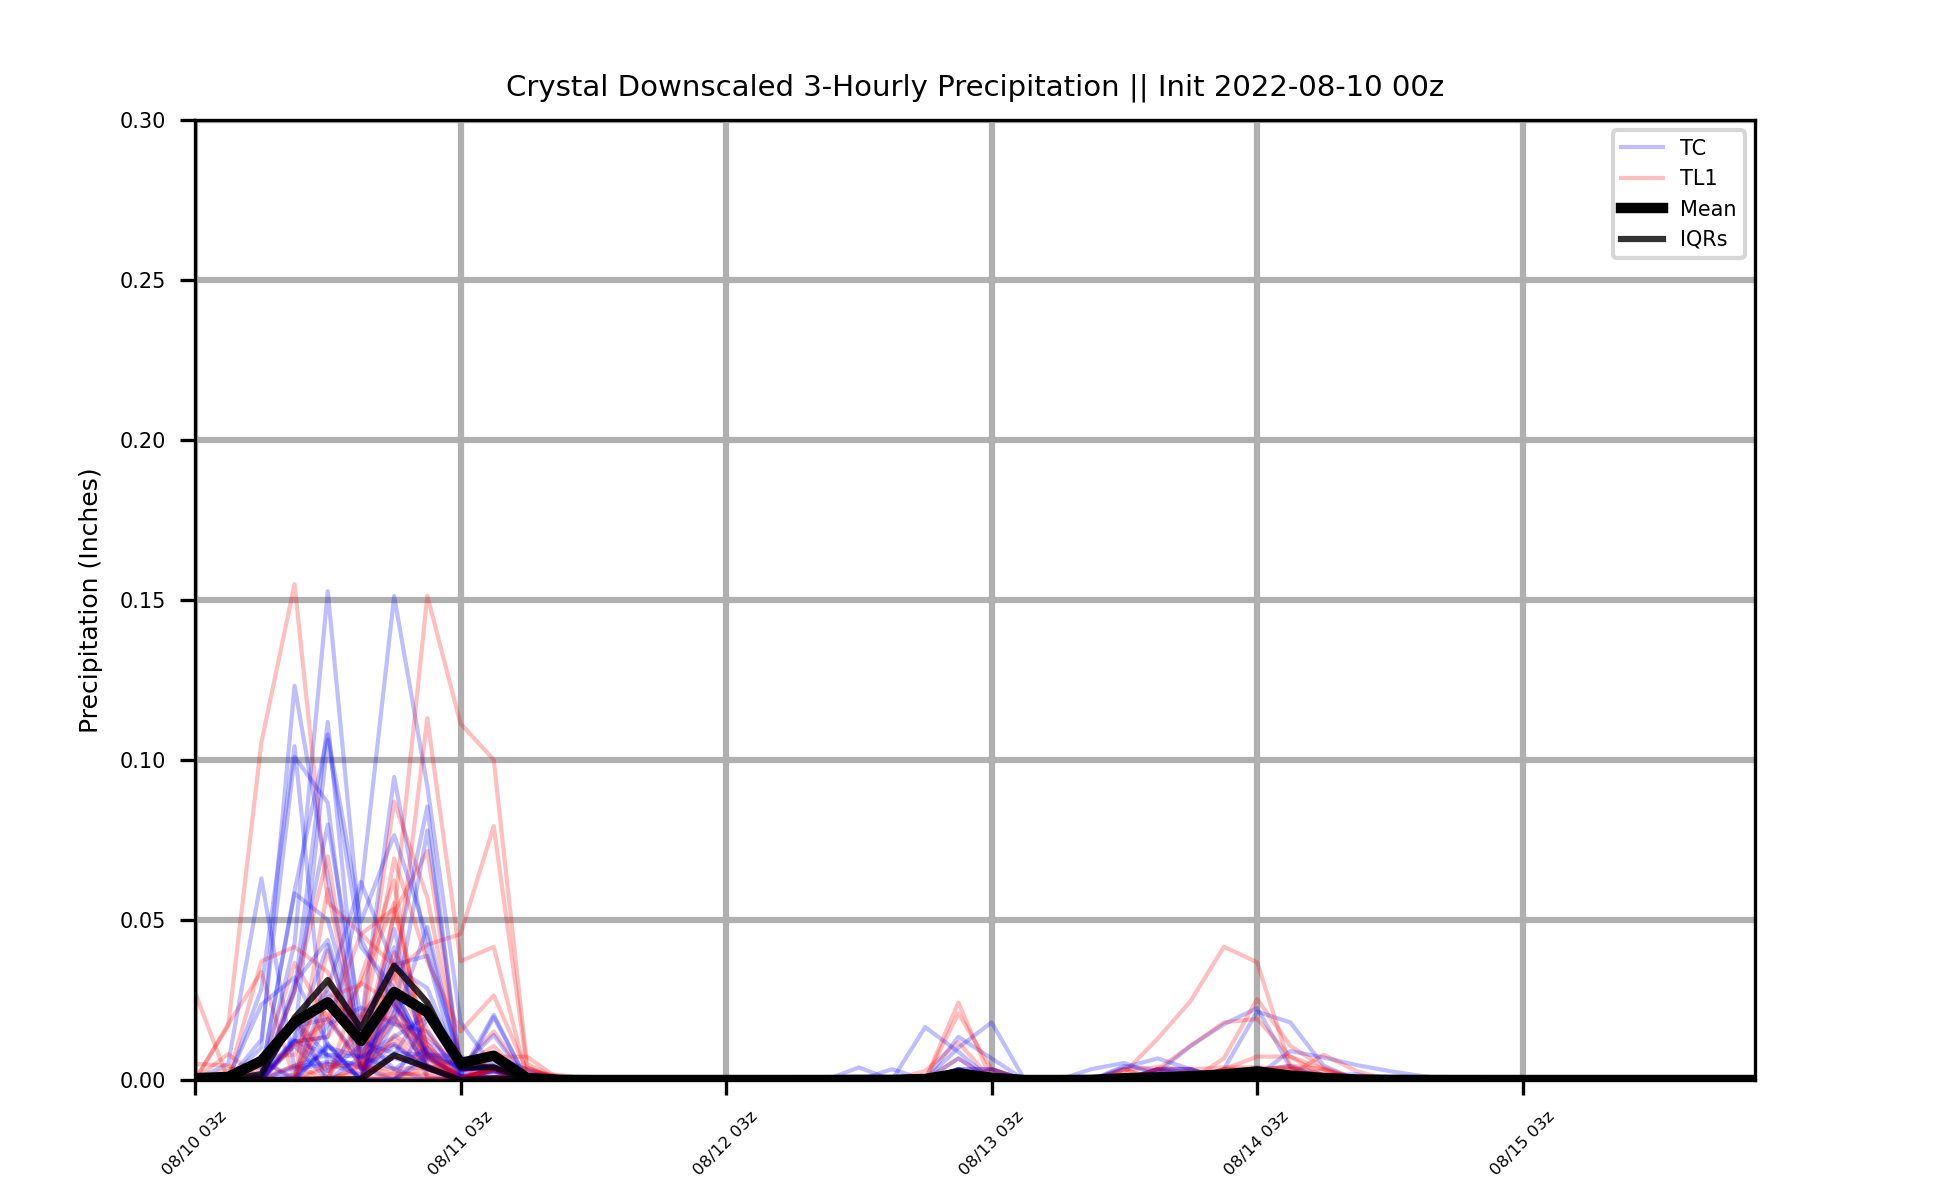 Crystal Downscaled 3-Hourly Precipitation || Init 2022-08-10 00z
Precipitation (Inches)
0.30
0.25
0.20
0.15
0.10
0.05
0.00
TC
TL1
Mean
IQRs
08/10 03z
08/11 03z
08/12 03z
08/13 03z
08/14 03z
08/15 03z